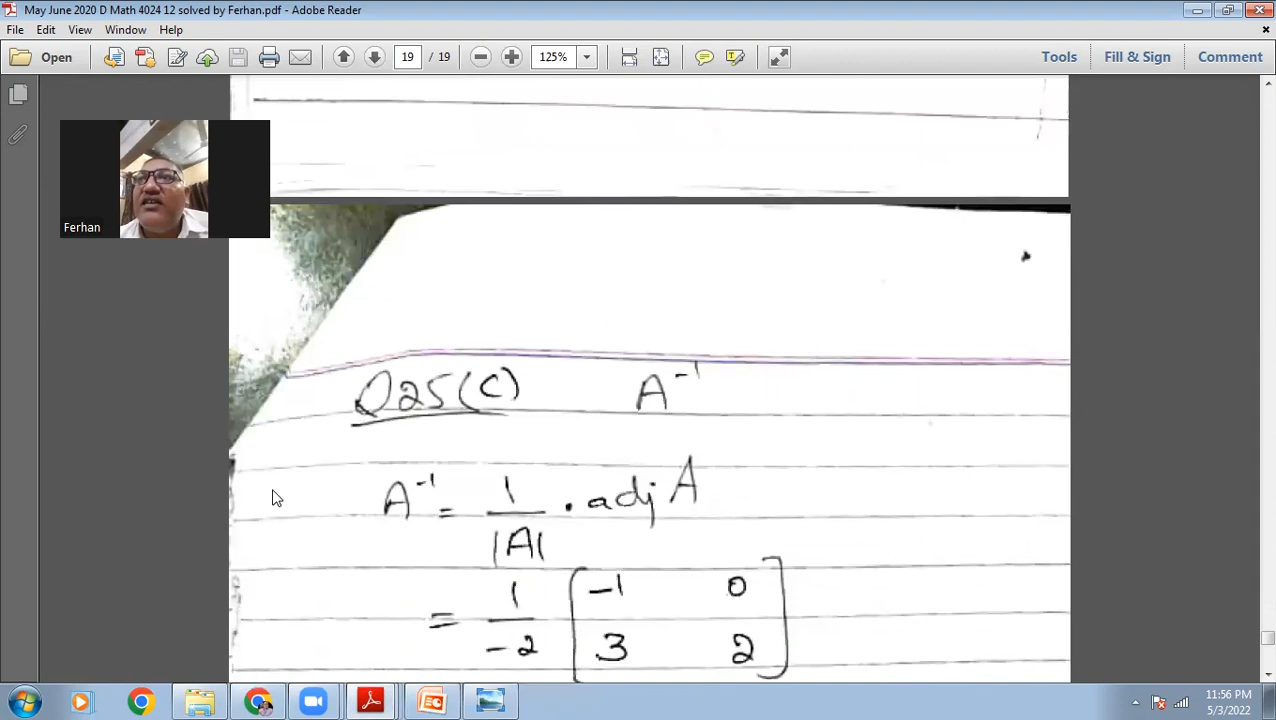 May June 2020 D Math 4024 12 solved by Ferhan.pdf - Adobe Reader
File Edit View Window Help
Open 19 / 19 125% Tools Fill & Sign Comment
Ferhan
Q25(C) A⁻¹
A⁻¹ = 1/|A| · adj A
= 1/-2 [-1 0
3 2]
11:56 PM
5/3/2022